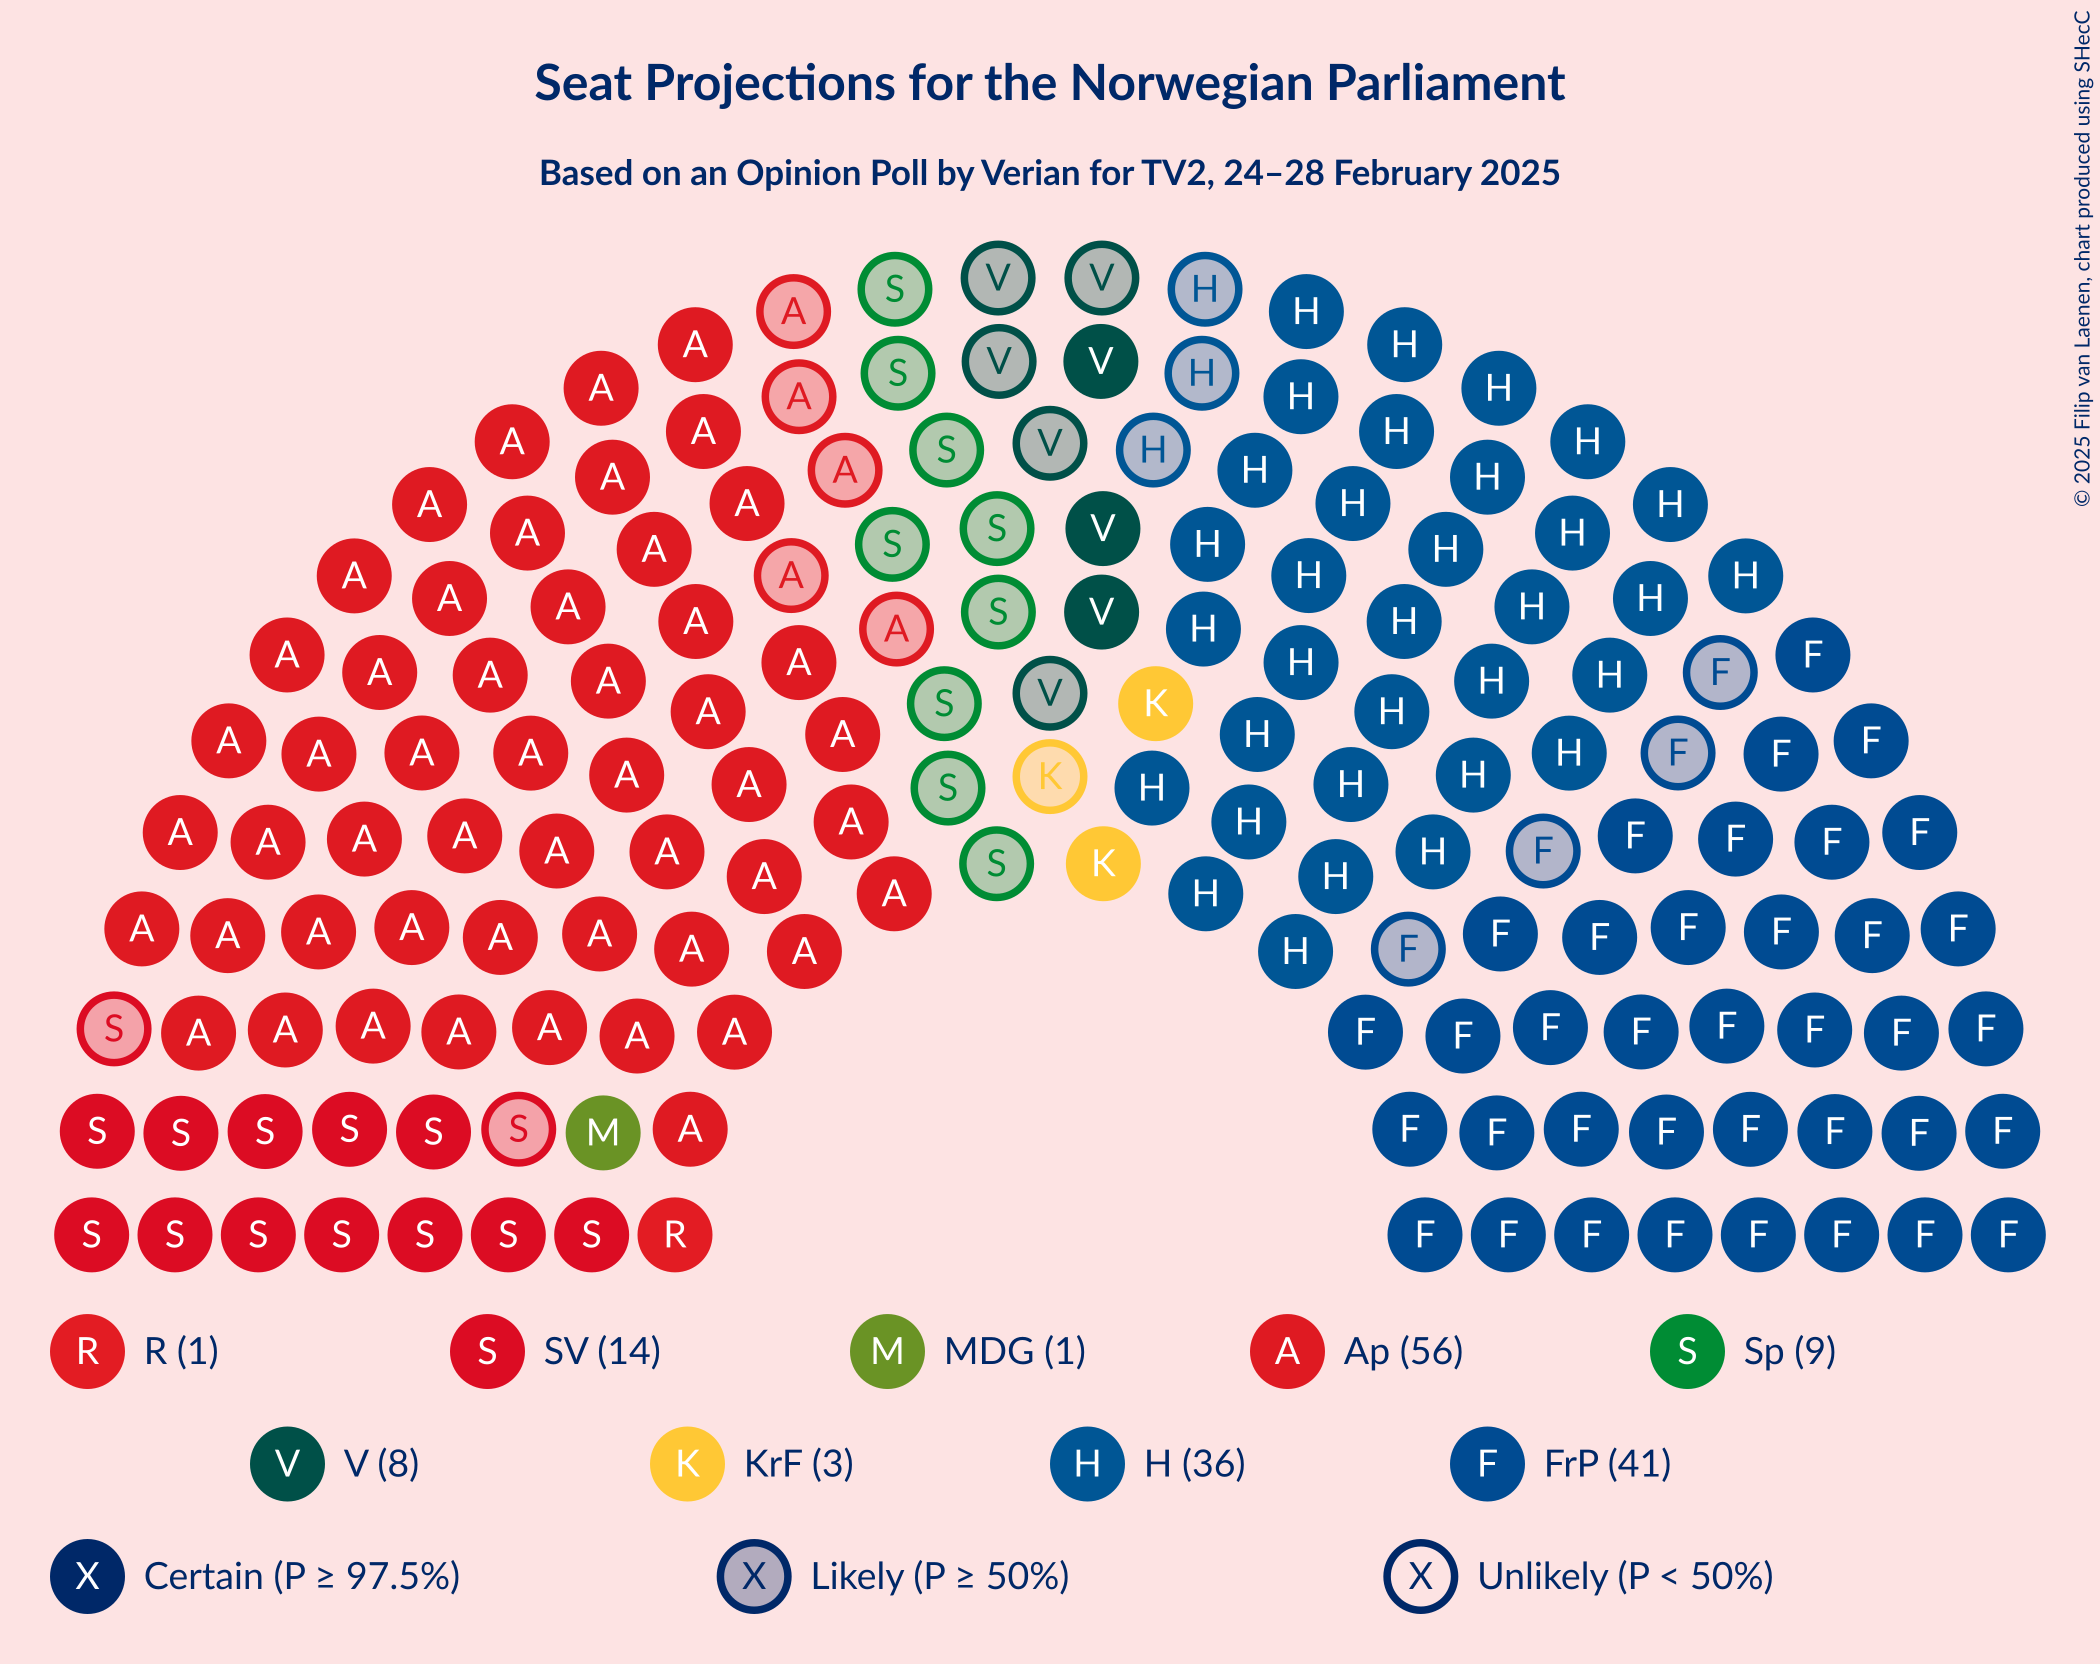 Seat Projections for the Norwegian Parliament
Based on an Opinion Poll by Verian for TV2, 24–28 February 2025
© 2025 Filip van Laenen, chart produced using SHecC
S V V H
A H
A H
S V V H
A H
A H
A H
A H
A H
S V H
A H
A H
A H
A H
A H
S S V H
A H
A H
A H
A H
S S V H
A H
A H
A F F
S V K
A H
A H
A H
A F F F
S K H
A H
A H
A H
A F F F F
S K
A H
A H
A F F F F F F
A H F
A A A A A A A F F F F F F F F
S A A A A A A A
S S S S S S M A F F F F F F F F
S S S S S S S R F F F F F F F F
R R (1) S SV (14) M MDG (1) A Ap (56) S Sp (9)
V V (8) K KrF (3) H H (36) F FrP (41)
X Certain (P ≥ 97.5%) X Likely (P ≥ 50%) X Unlikely (P < 50%)